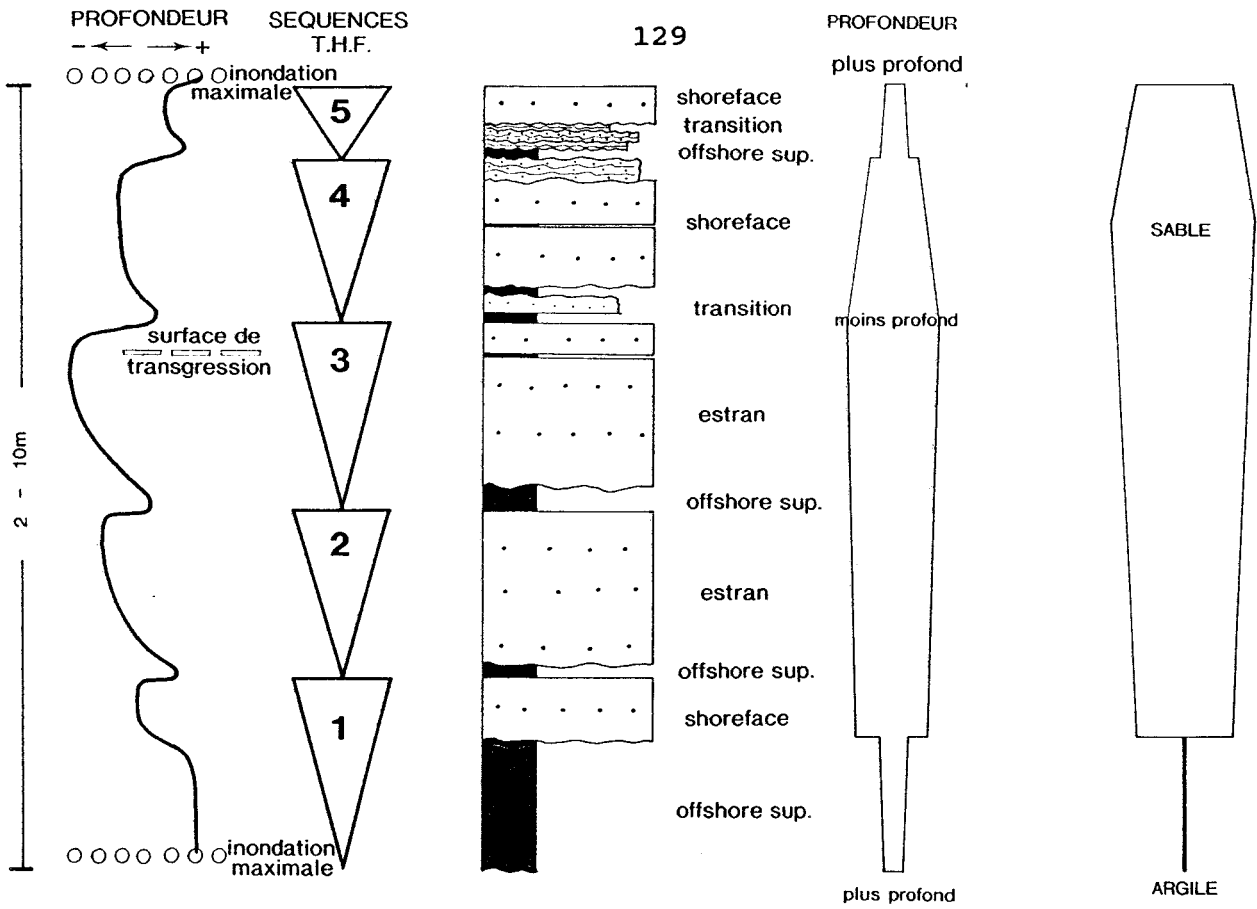 129
PROFONDEUR
- +
inondation
maximale
surface de
transgression
inondation
maximale
2 - 10m
SEQUENCES
T.H.F.
5
4
3
2
1
shoreface
transition
offshore sup.
shoreface
transition
estran
offshore sup.
estran
offshore sup.
shoreface
offshore sup.
PROFONDEUR
plus profond
moins profond
plus profond
SABLE
ARGILE